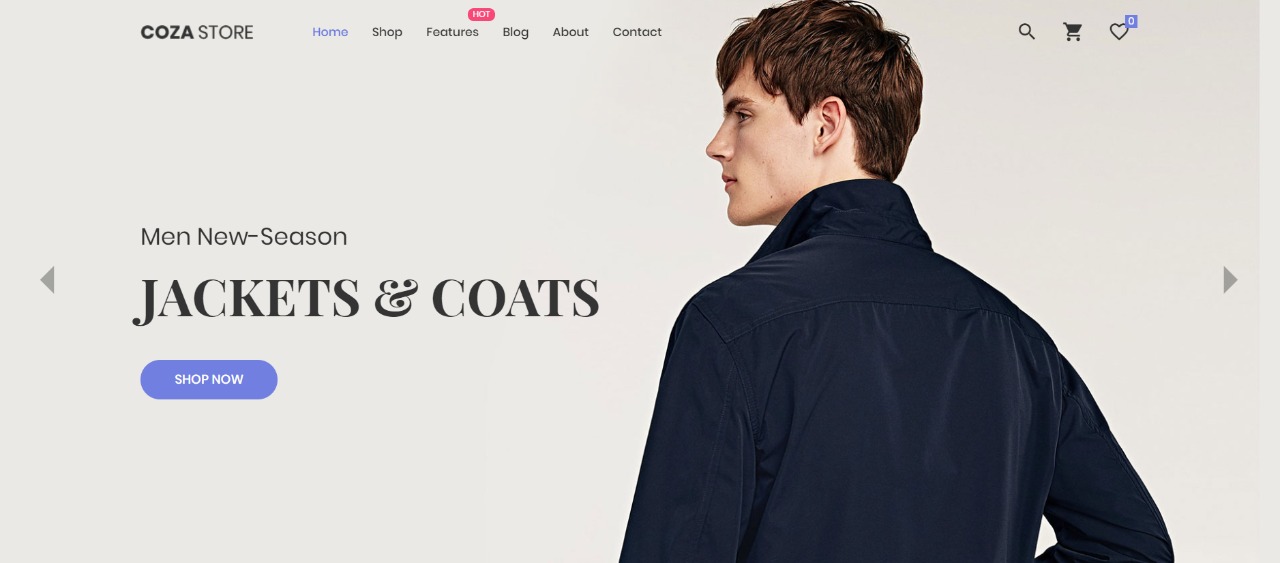 COZA STORE
Home Shop Features HOT Blog About Contact
0
Men New-Season
JACKETS & COATS
SHOP NOW